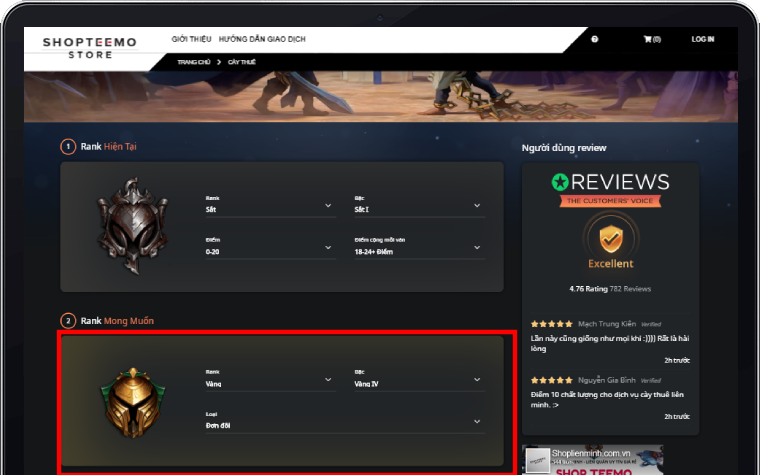 SHOPTEEMO
STORE
GIỚI THIỆU HƯỚNG DẪN GIAO DỊCH
(0)
LOG IN
TRANG CHỦ > CÀY THUÊ
1 Rank Hiện Tại
Rank
Sắt
Bậc
Sắt I
Điểm
0-20
Điểm cộng mỗi ván
18-24+ Điểm
2 Rank Mong Muốn
Rank
Vàng
Bậc
Vàng IV
Loại
Đơn đôi
Người dùng review
REVIEWS
THE CUSTOMERS' VOICE
Excellent
4.76 Rating 782 Reviews
Mạch Trung Kiên Verified
Lần này cũng giống như mọi khi :)))) Rất là hài
lòng
2h trước
Nguyễn Gia Bình Verified
Điểm 10 chất lượng cho dịch vụ cày thuê liên
minh. :>
2h trước
Shoplienminh.com.vn
SHOP TEEMO